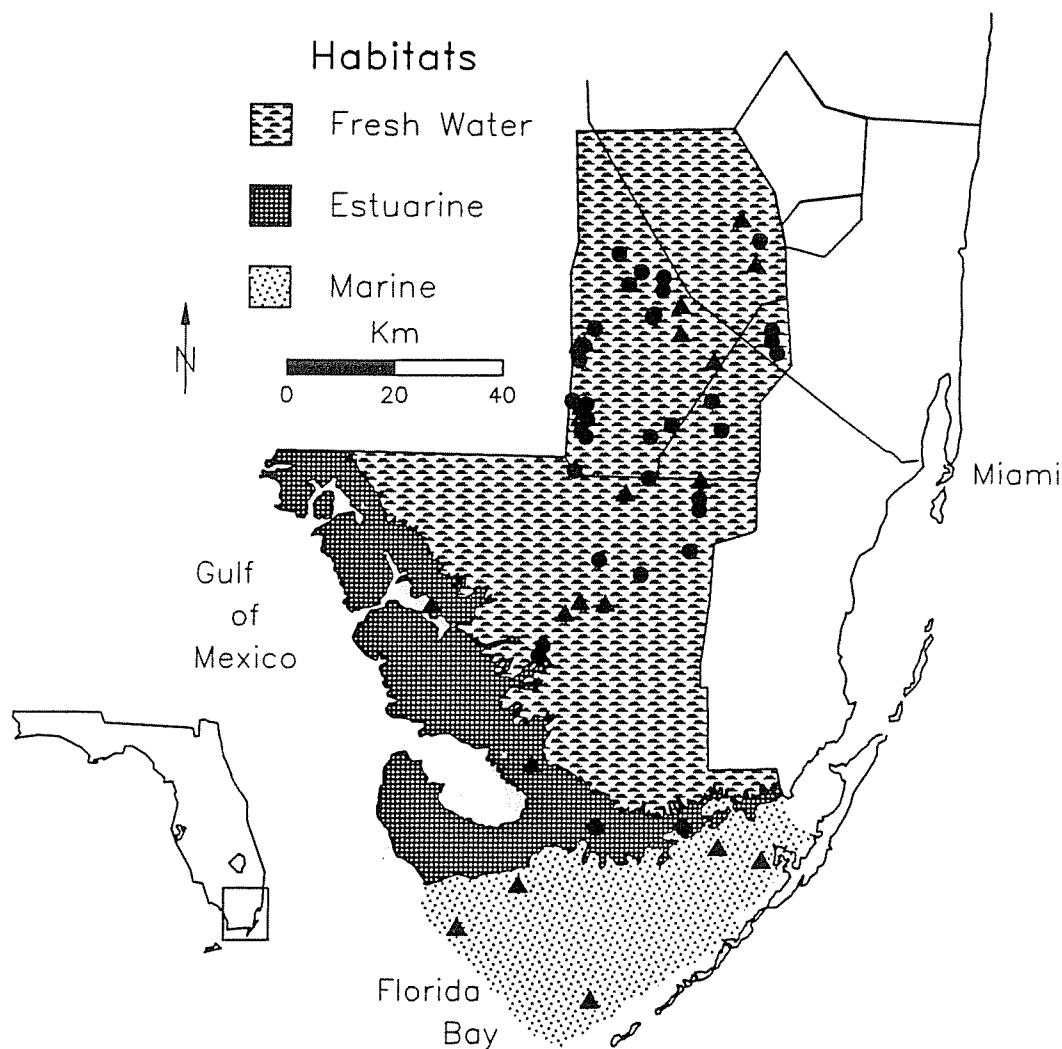 Habitats
Fresh Water
Estuarine
Marine
Km
0 20 40
N
Miami
Gulf
of
Mexico
Florida
Bay